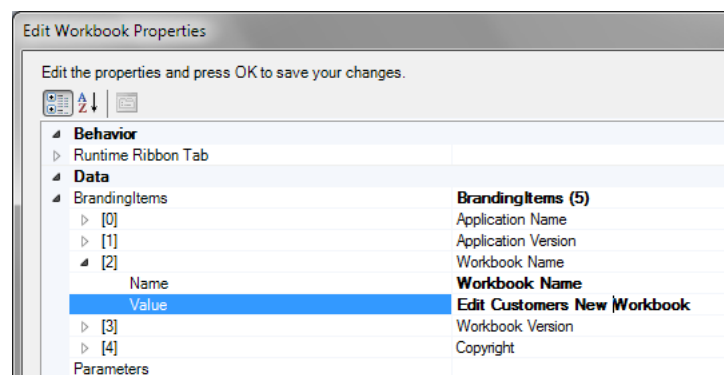 Edit Workbook Properties
Edit the properties and press OK to save your changes.
Behavior
Runtime Ribbon Tab
Data
BrandingItems BrandingItems (5)
[0] Application Name
[1] Application Version
[2] Workbook Name
Name Workbook Name
Value Edit Customers New Workbook
[3] Workbook Version
[4] Copyright
Parameters